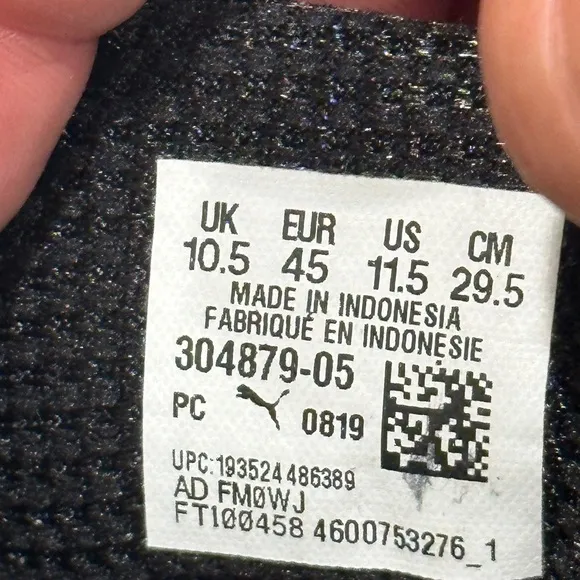 UK EUR US CM
10.5 45 11.5 29.5
MADE IN INDONESIA
FABRIQUÉ EN INDONÉSIE
304879-05
PC 0819
UPC:193524486389
AD FM0WJ
FT100458 4600753276_1